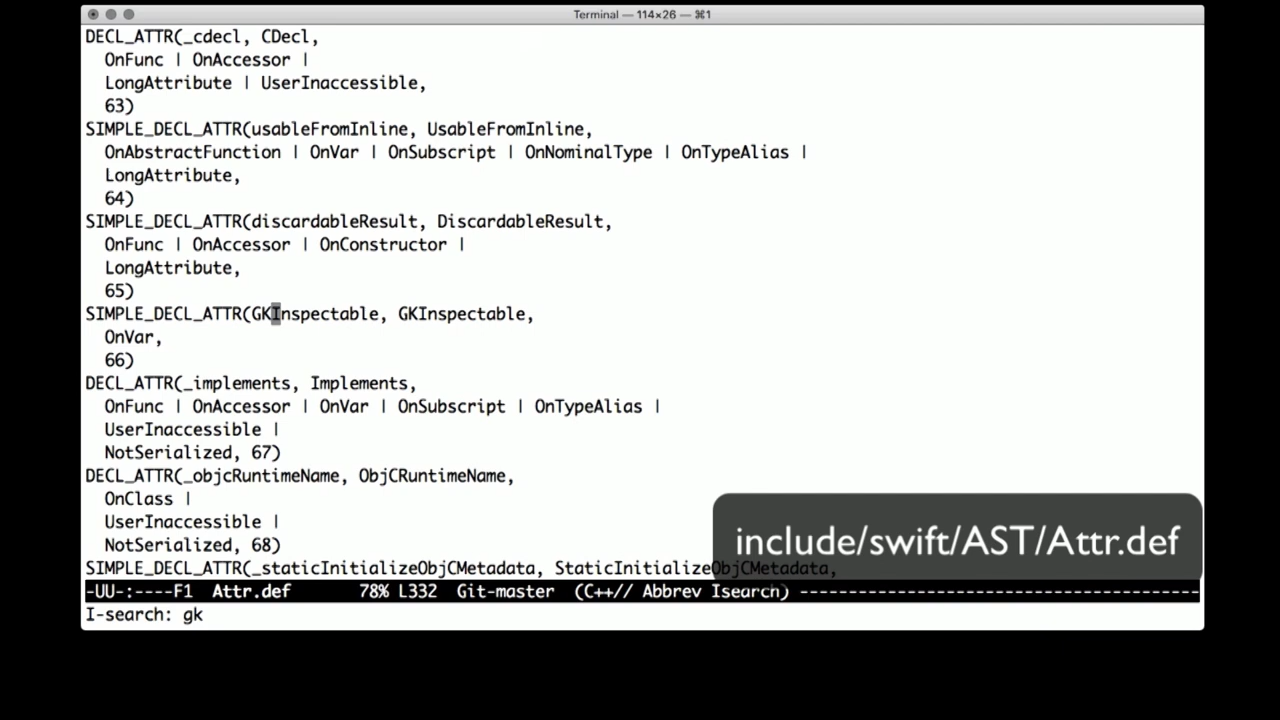 Terminal — 114×26 — ⌘1
DECL_ATTR(_cdecl, CDecl,
  OnFunc | OnAccessor |
  LongAttribute | UserInaccessible,
  63)
SIMPLE_DECL_ATTR(usableFromInline, UsableFromInline,
  OnAbstractFunction | OnVar | OnSubscript | OnNominalType | OnTypeAlias |
  LongAttribute,
  64)
SIMPLE_DECL_ATTR(discardableResult, DiscardableResult,
  OnFunc | OnAccessor | OnConstructor |
  LongAttribute,
  65)
SIMPLE_DECL_ATTR(GKInspectable, GKInspectable,
  OnVar,
  66)
DECL_ATTR(_implements, Implements,
  OnFunc | OnAccessor | OnVar | OnSubscript | OnTypeAlias |
  UserInaccessible |
  NotSerialized, 67)
DECL_ATTR(_objcRuntimeName, ObjCRuntimeName,
  OnClass |
  UserInaccessible |
  NotSerialized, 68)
include/swift/AST/Attr.def
SIMPLE_DECL_ATTR(_staticInitializeObjCMetadata, StaticInitializeObjCMetadata,
-UU-:----F1  Attr.def       78% L332  Git-master  (C++// Abbrev Isearch) -----------------------------------------
I-search: gk